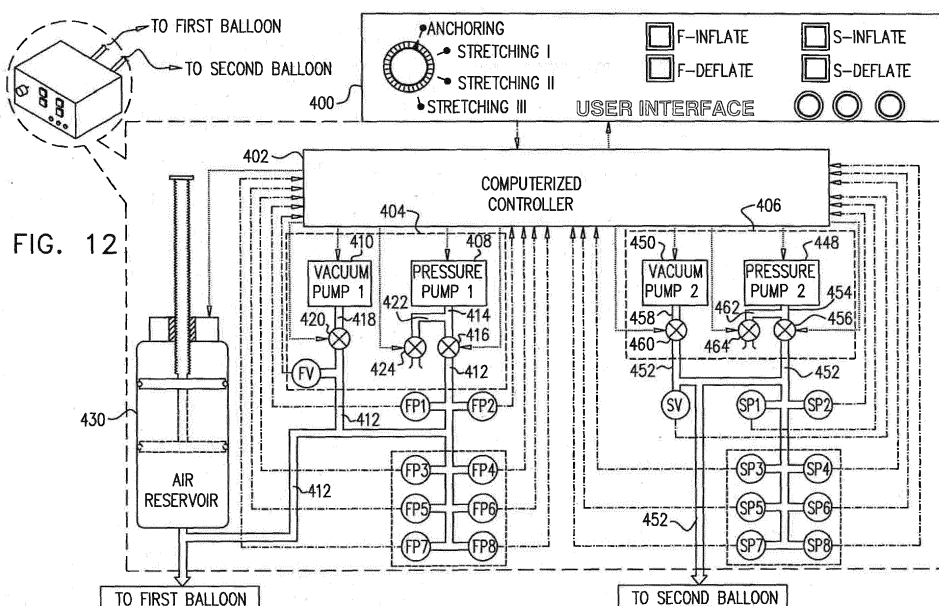 TO FIRST BALLOON
TO SECOND BALLOON
400
ANCHORING
STRETCHING I
STRETCHING II
STRETCHING III
F-INFLATE
F-DEFLATE
S-INFLATE
S-DEFLATE
USER INTERFACE
402
COMPUTERIZED
CONTROLLER
FIG. 12
404
406
410
VACUUM
PUMP 1
408
PRESSURE
PUMP 1
450
VACUUM
PUMP 2
448
PRESSURE
PUMP 2
420
418
422
414
424
416
412
458
460
462
454
464
456
452
452
FV
FP1
FP2
412
SV
SP1
SP2
430
AIR
RESERVOIR
412
FP3
FP4
FP5
FP6
FP7
FP8
452
SP3
SP4
SP5
SP6
SP7
SP8
TO FIRST BALLOON
TO SECOND BALLOON